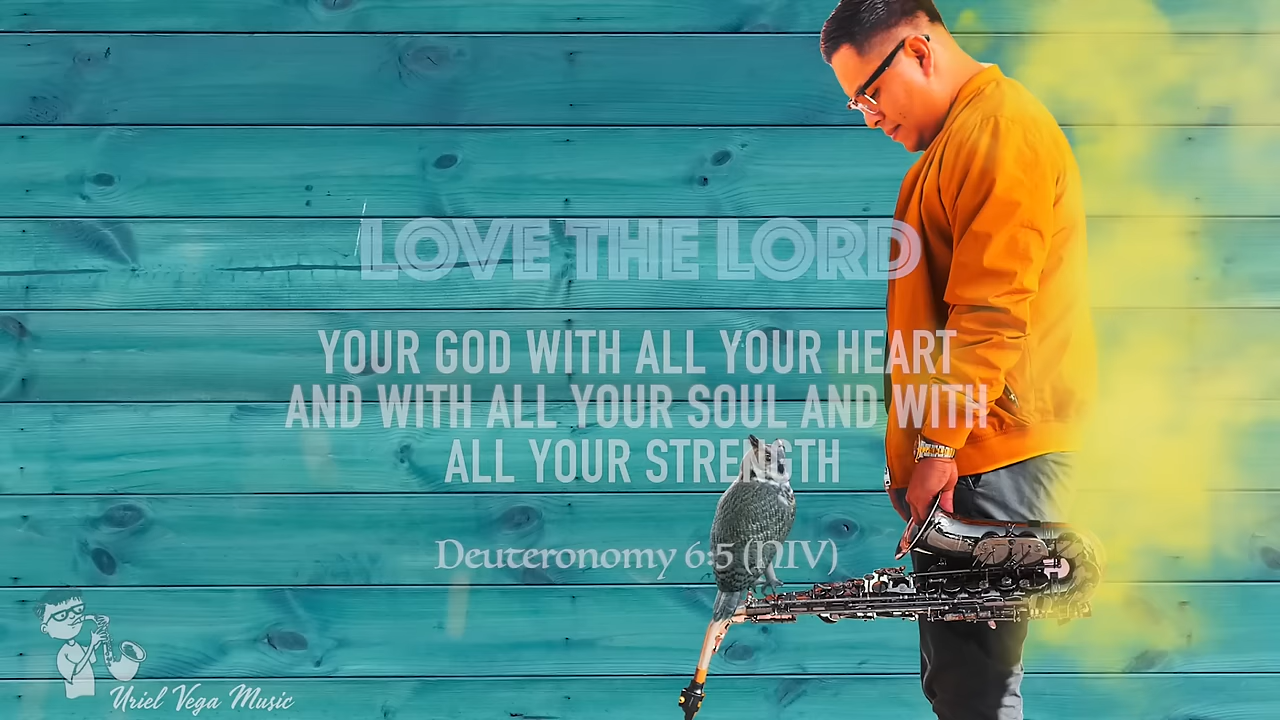 LOVE THE LORD
YOUR GOD WITH ALL YOUR HEART
AND WITH ALL YOUR SOUL AND WITH
ALL YOUR STRENGTH
Deuteronomy 6:5 (NIV)
Uriel Vega Music